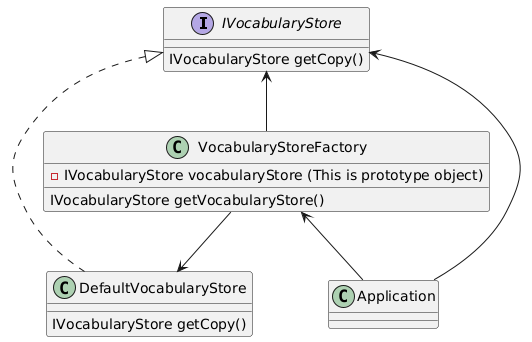 I IVocabularyStore
IVocabularyStore getCopy()
C VocabularyStoreFactory
IVocabularyStore vocabularyStore (This is prototype object)
IVocabularyStore getVocabularyStore()
C DefaultVocabularyStore
IVocabularyStore getCopy()
C Application